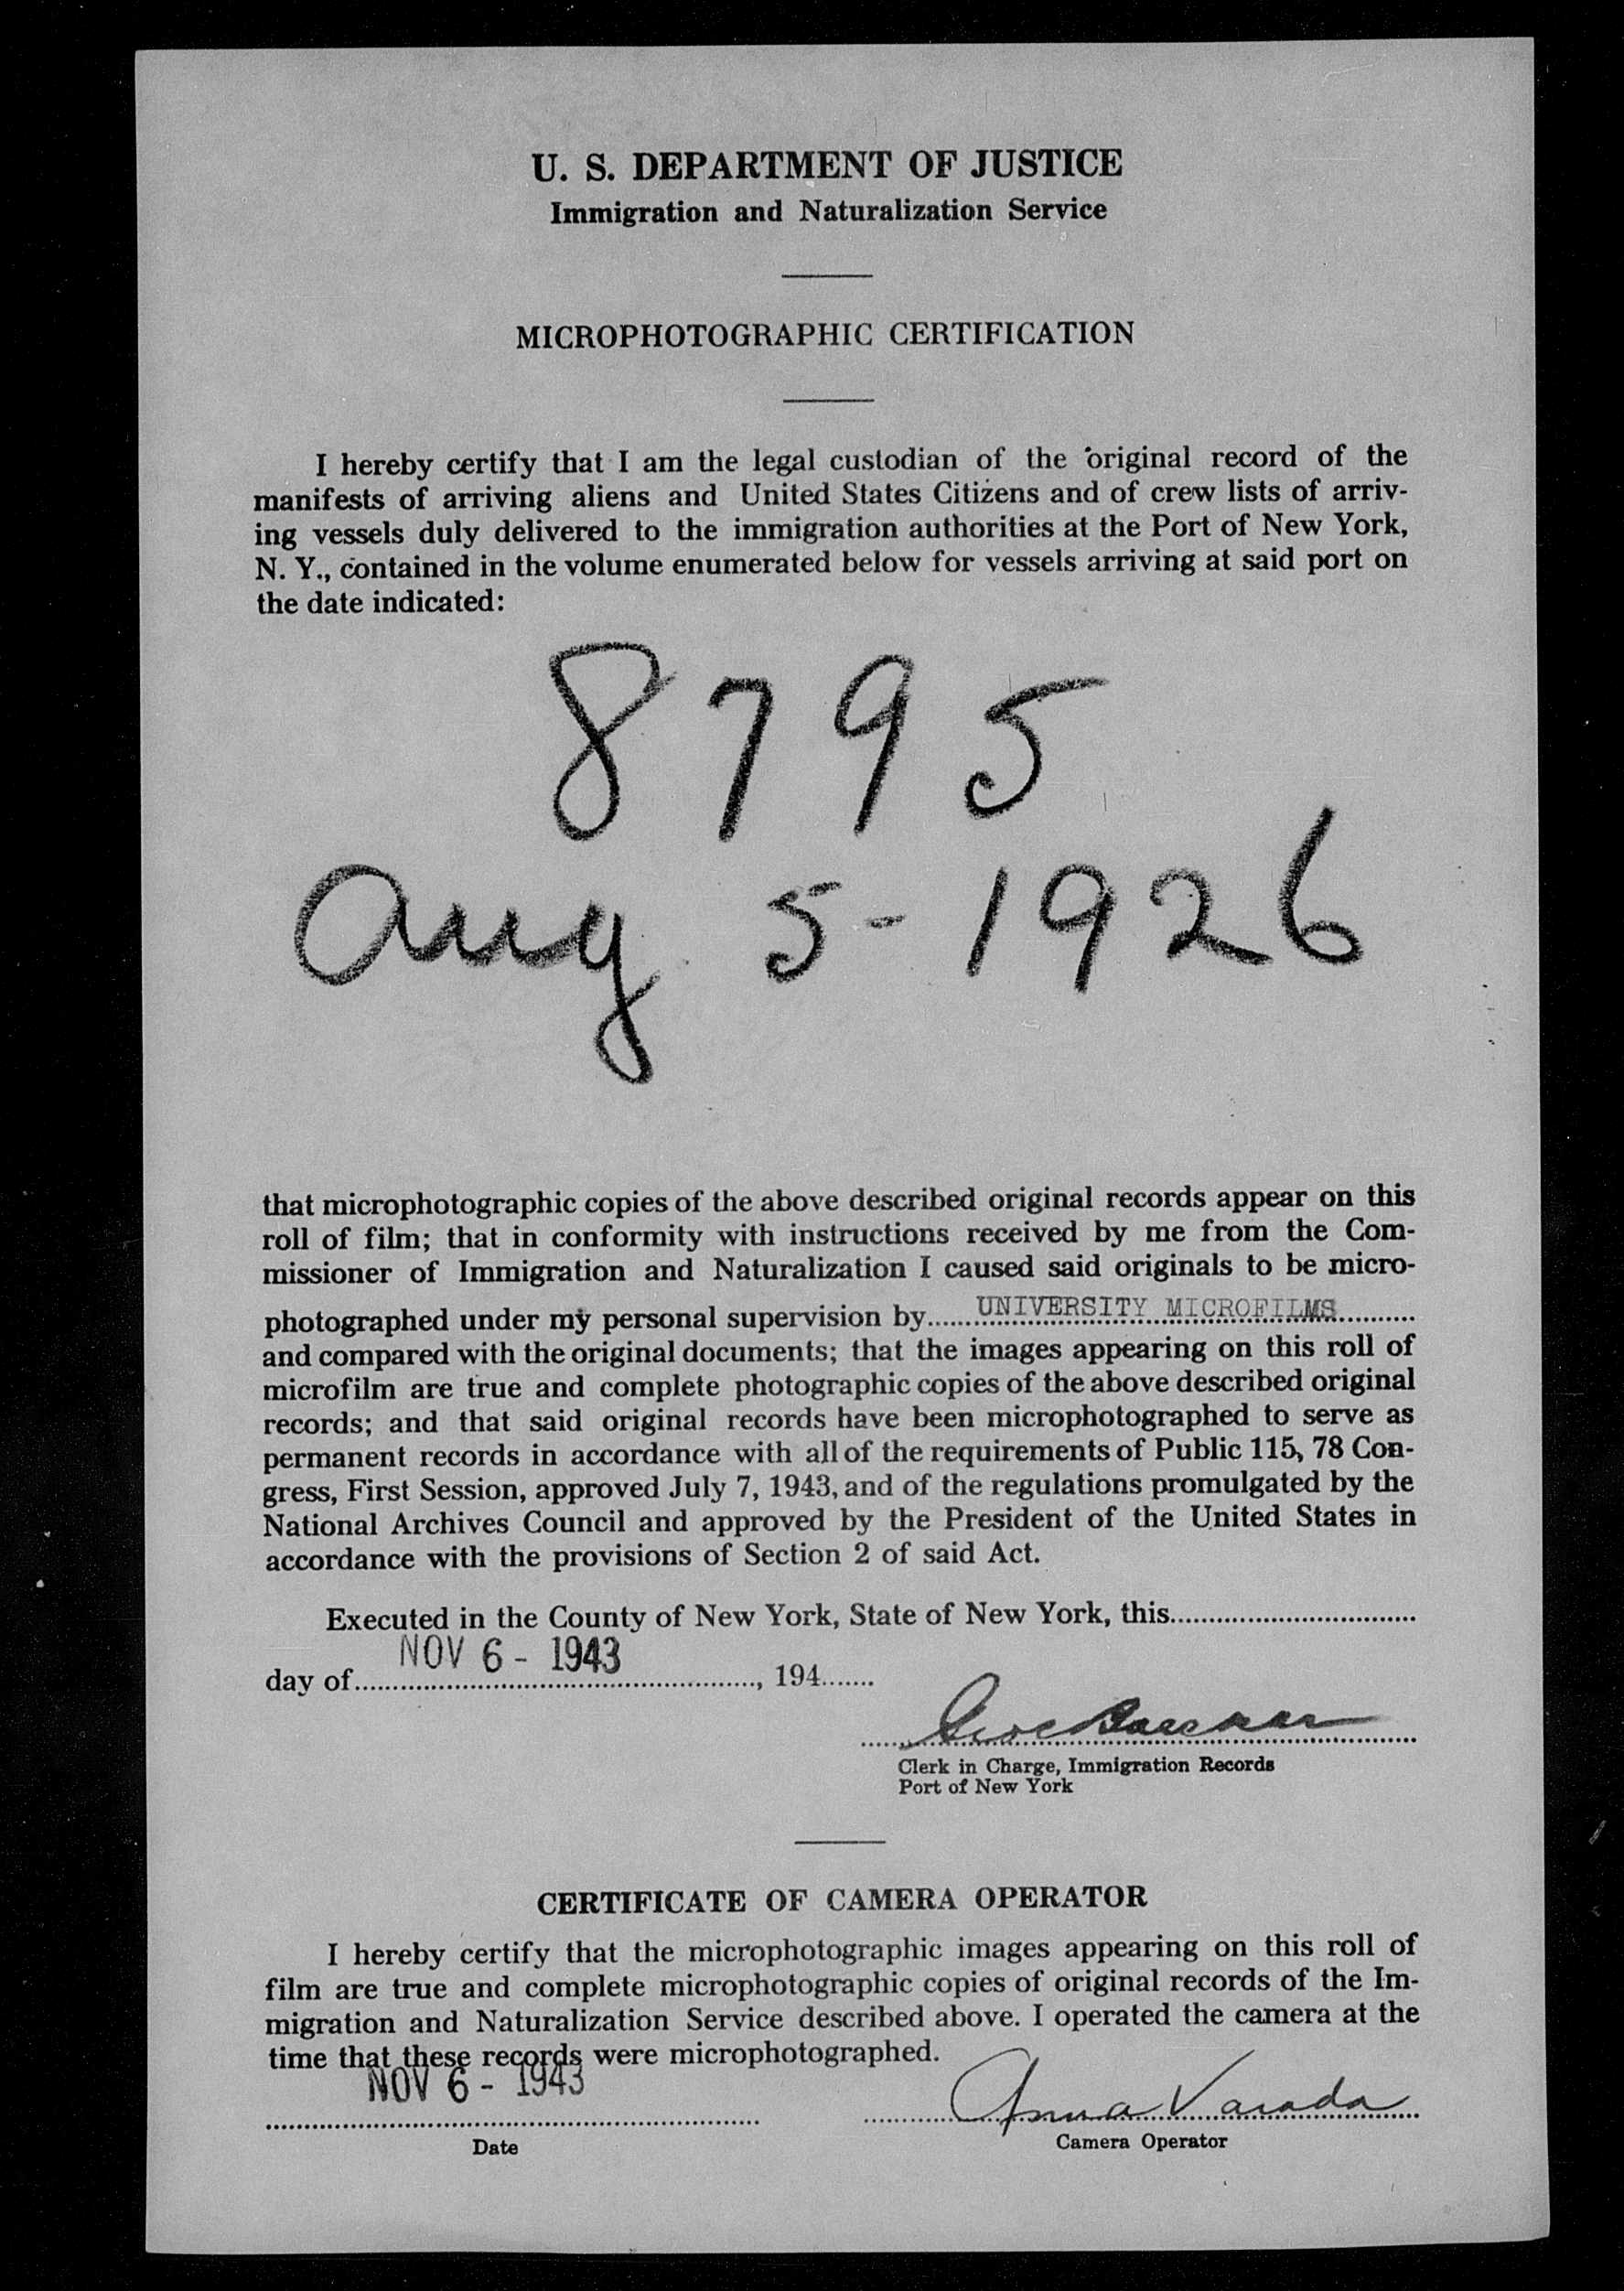 U. S. DEPARTMENT OF JUSTICE
Immigration and Naturalization Service
MICROPHOTOGRAPHIC CERTIFICATION
I hereby certify that I am the legal custodian of the original record of the
manifests of arriving aliens and United States Citizens and of crew lists of arriv-
ing vessels duly delivered to the immigration authorities at the Port of New York,
N. Y., contained in the volume enumerated below for vessels arriving at said port on
the date indicated:
8795
Aug 5-1926
that microphotographic copies of the above described original records appear on this
roll of film; that in conformity with instructions received by me from the Com-
missioner of Immigration and Naturalization I caused said originals to be micro-
photographed under my personal supervision by UNIVERSITY MICROFILMS
and compared with the original documents; that the images appearing on this roll of
microfilm are true and complete photographic copies of the above described original
records; and that said original records have been microphotographed to serve as
permanent records in accordance with all of the requirements of Public 115, 78 Con-
gress, First Session, approved July 7, 1943, and of the regulations promulgated by the
National Archives Council and approved by the President of the United States in
accordance with the provisions of Section 2 of said Act.
Executed in the County of New York, State of New York, this
day of NOV 6 - 1943, 194
Clerk in Charge, Immigration Records
Port of New York
CERTIFICATE OF CAMERA OPERATOR
I hereby certify that the microphotographic images appearing on this roll of
film are true and complete microphotographic copies of original records of the Im-
migration and Naturalization Service described above. I operated the camera at the
time that these records were microphotographed.
NOV 6 - 1943 Anna Varada
Date Camera Operator